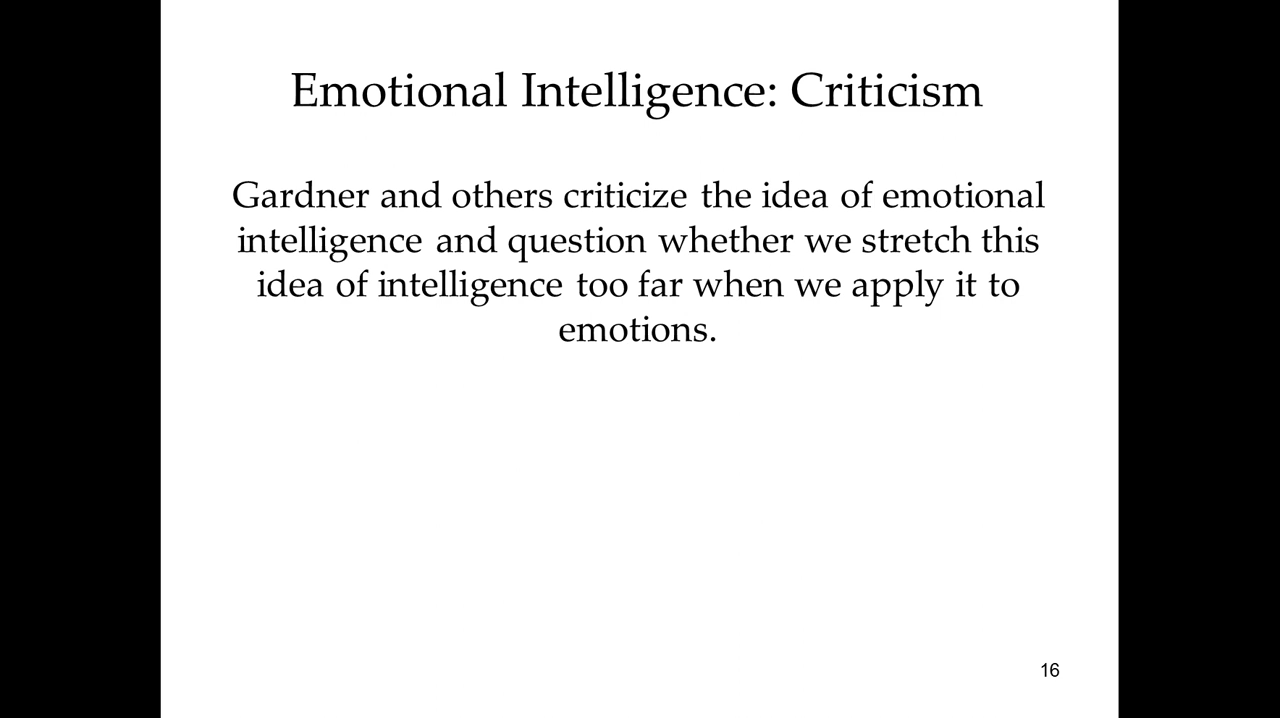 Emotional Intelligence: Criticism
Gardner and others criticize the idea of emotional
intelligence and question whether we stretch this
idea of intelligence too far when we apply it to
emotions.
16